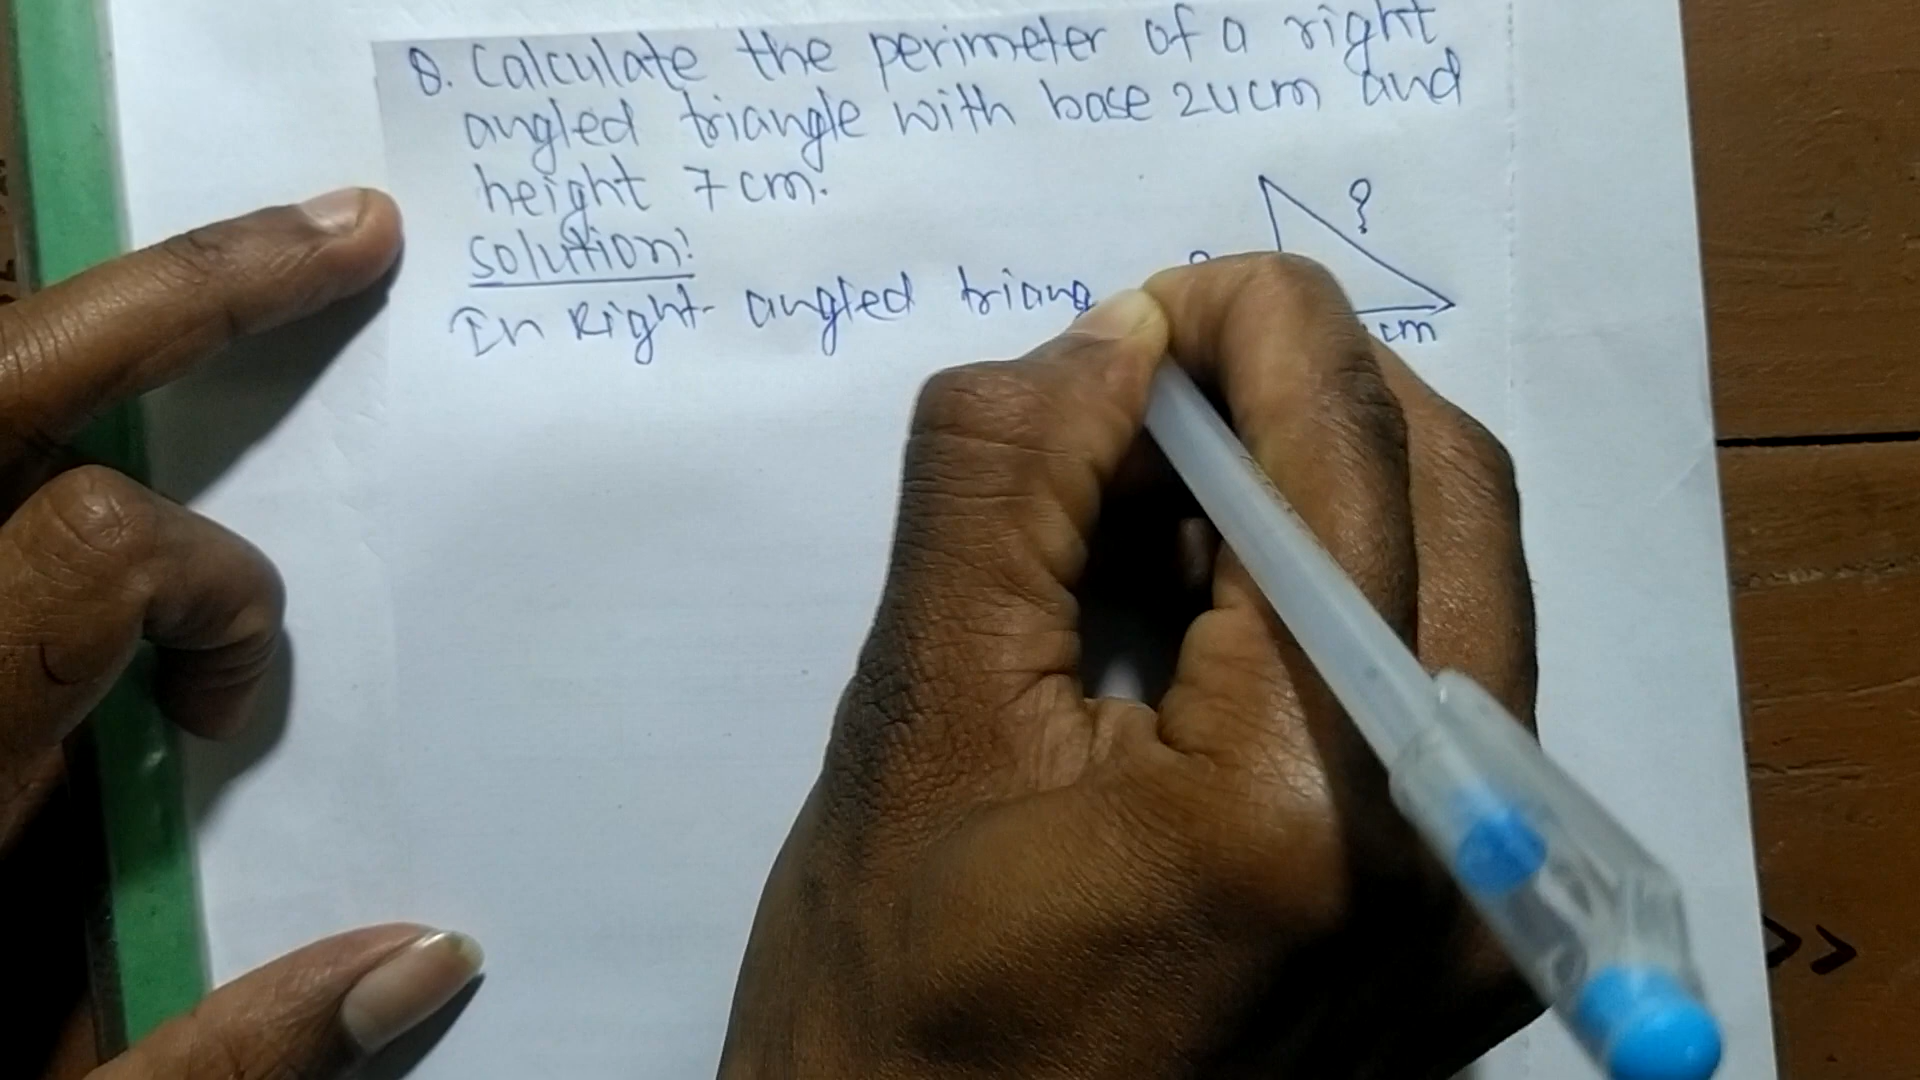 8. Calculate the perimeter of a right
angled triangle with base 24cm and
height 7cm.
Solution:
?
In Right- angled triang
cm